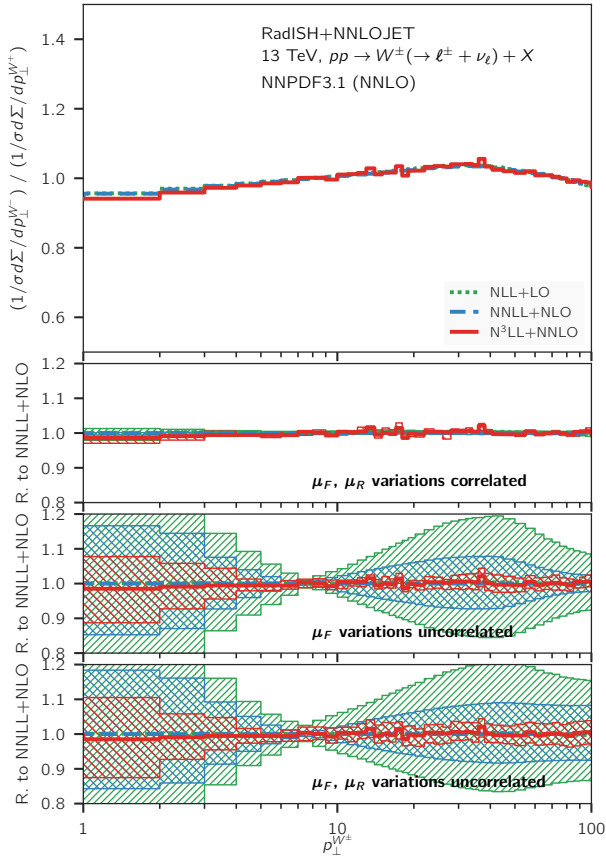 RadISH+NNLOJET
13 TeV, pp → W± (→ ℓ± + νℓ) + X
NNPDF3.1 (NNLO)
(1/σdΣ/dp⊥^W−) / (1/σdΣ/dp⊥^W+)
1.4
1.2
1.0
0.8
0.6
NLL+LO
NNLL+NLO
N³LL+NNLO
R. to NNLL+NLO
1.2
1.1
1.0
0.9
0.8
μF, μR variations correlated
R. to NNLL+NLO
1.2
1.1
1.0
0.9
0.8
μF variations uncorrelated
R. to NNLL+NLO
1.2
1.1
1.0
0.9
0.8
μF, μR variations uncorrelated
1 10 100
p⊥^W±